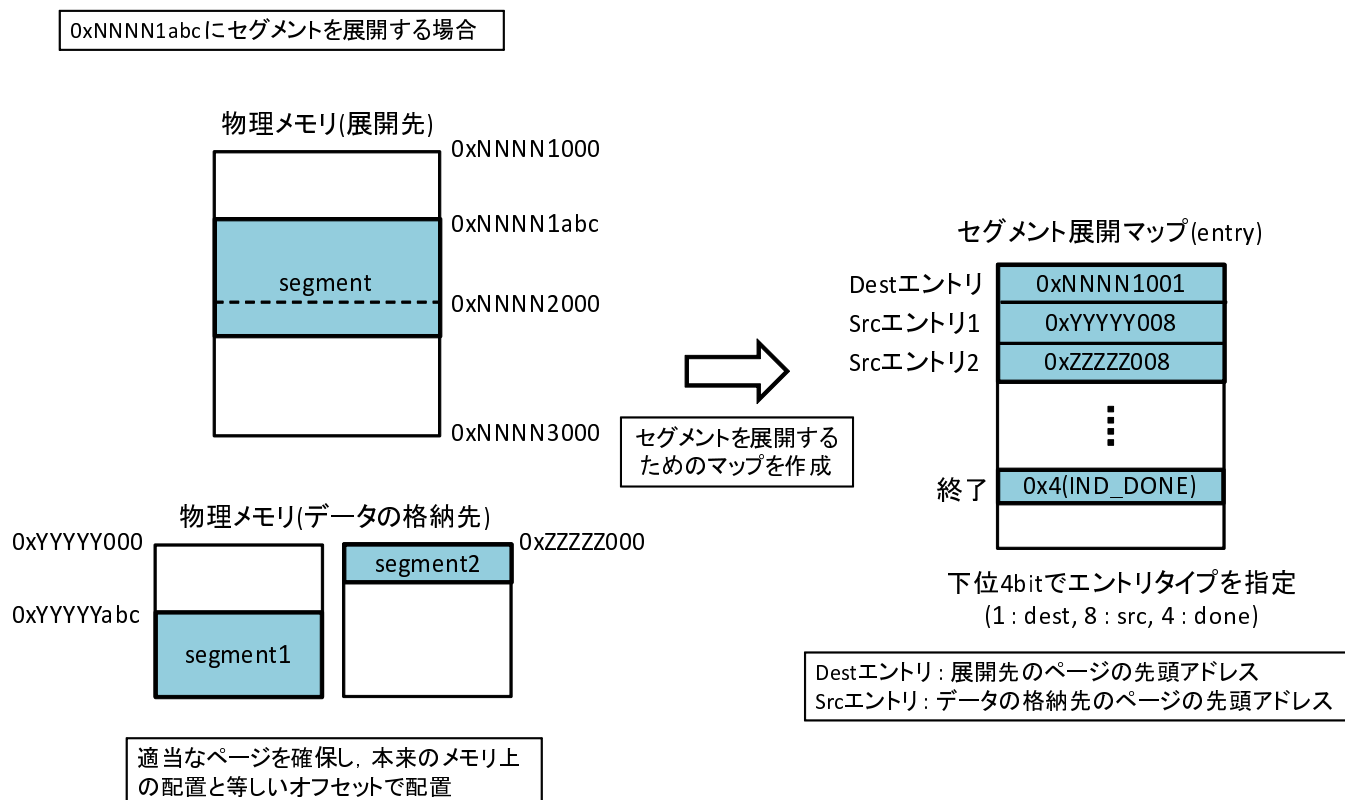 0xNNNN1abcにセグメントを展開する場合
物理メモリ(展開先)
0xNNNN1000
0xNNNN1abc
segment
0xNNNN2000
0xNNNN3000
セグメントを展開する
ためのマップを作成
セグメント展開マップ(entry)
Destエントリ
0xNNNN1001
Srcエントリ1
0xYYYYY008
Srcエントリ2
0xZZZZZ008
終了
0x4(IND_DONE)
下位4bitでエントリタイプを指定
(1 : dest, 8 : src, 4 : done)
Destエントリ : 展開先のページの先頭アドレス
Srcエントリ : データの格納先のページの先頭アドレス
物理メモリ(データの格納先)
0xYYYYY000
0xZZZZZ000
segment2
0xYYYYYabc
segment1
適当なページを確保し, 本来のメモリ上
の配置と等しいオフセットで配置